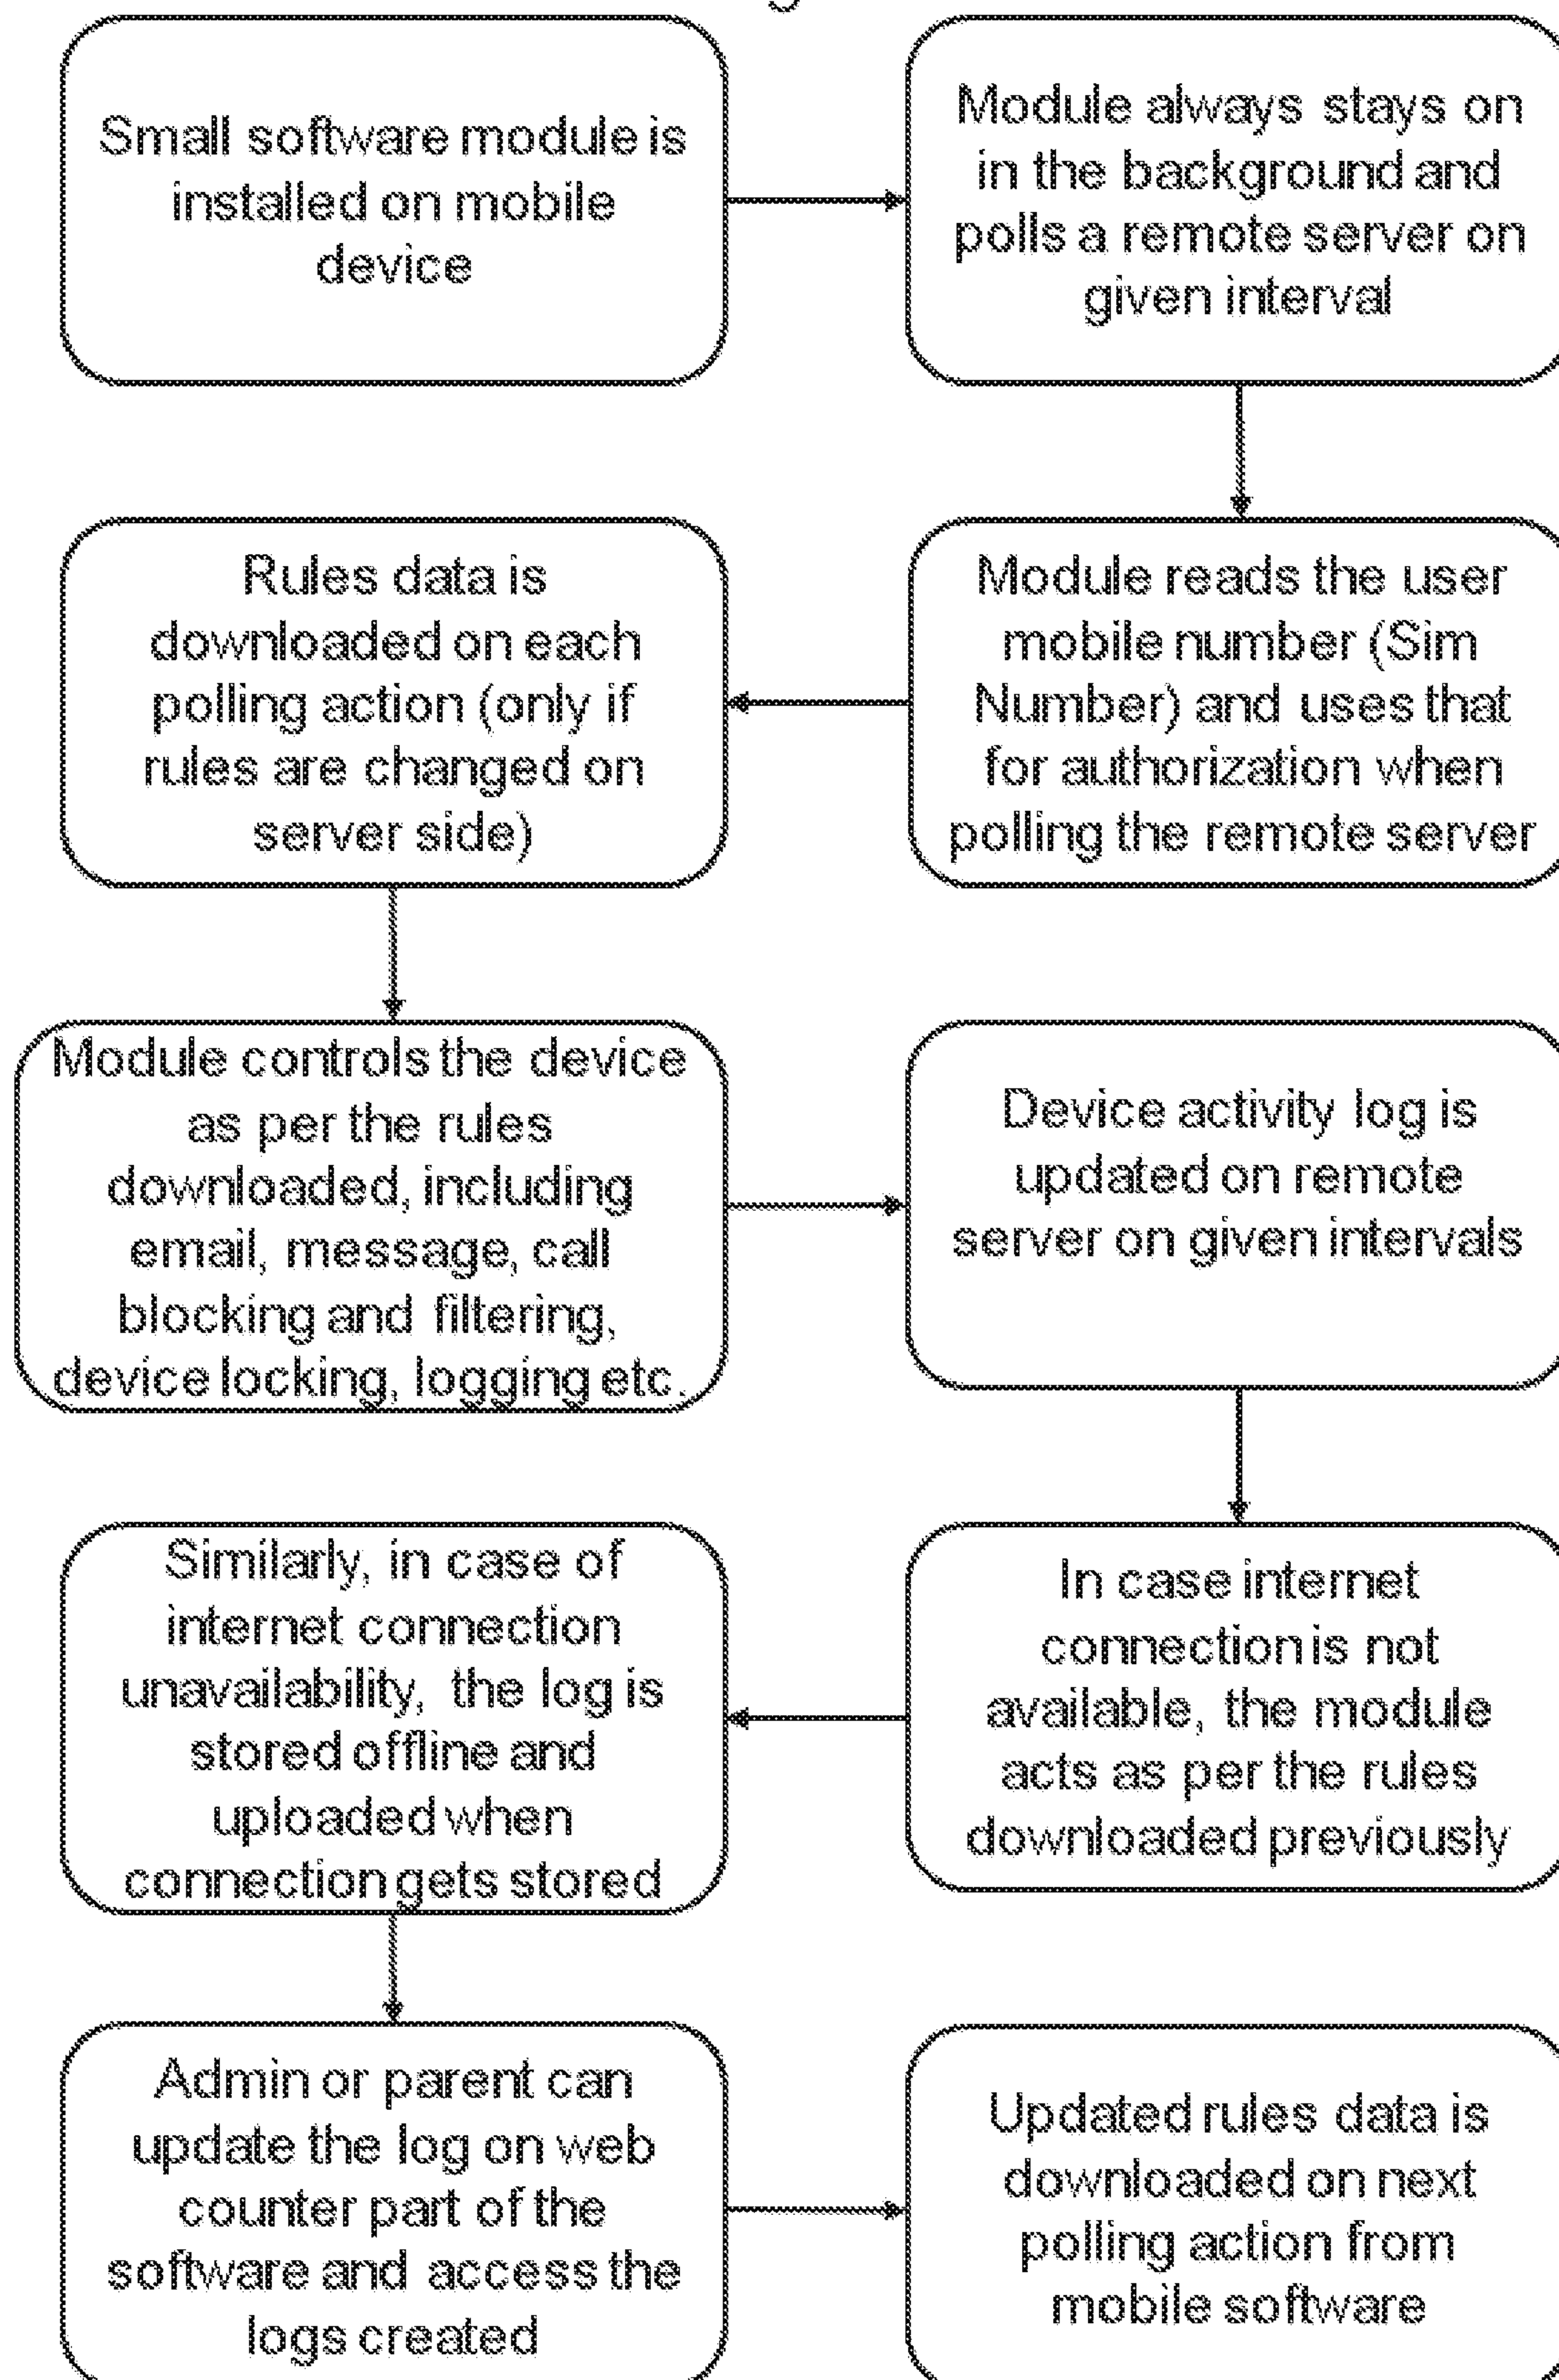 Small software module is
installed on mobile
device
Module always stays on
in the background and
polls a remote server on
given interval
Module reads the user
mobile number (Sim
Number) and uses that
for authorization when
polling the remote server
Rules data is
downloaded on each
polling action (only if
rules are changed on
server side)
Module controls the device
as per the rules
downloaded, including
email, message, call
blocking and filtering,
device locking, logging etc.
Device activity log is
updated on remote
server on given intervals
In case internet
connection is not
available, the module
acts as per the rules
downloaded previously
Similarly, in case of
internet connection
unavailability, the log is
stored offline and
uploaded when
connection gets stored
Admin or parent can
update the log on web
counter part of the
software and access the
logs created
Updated rules data is
downloaded on next
polling action from
mobile software